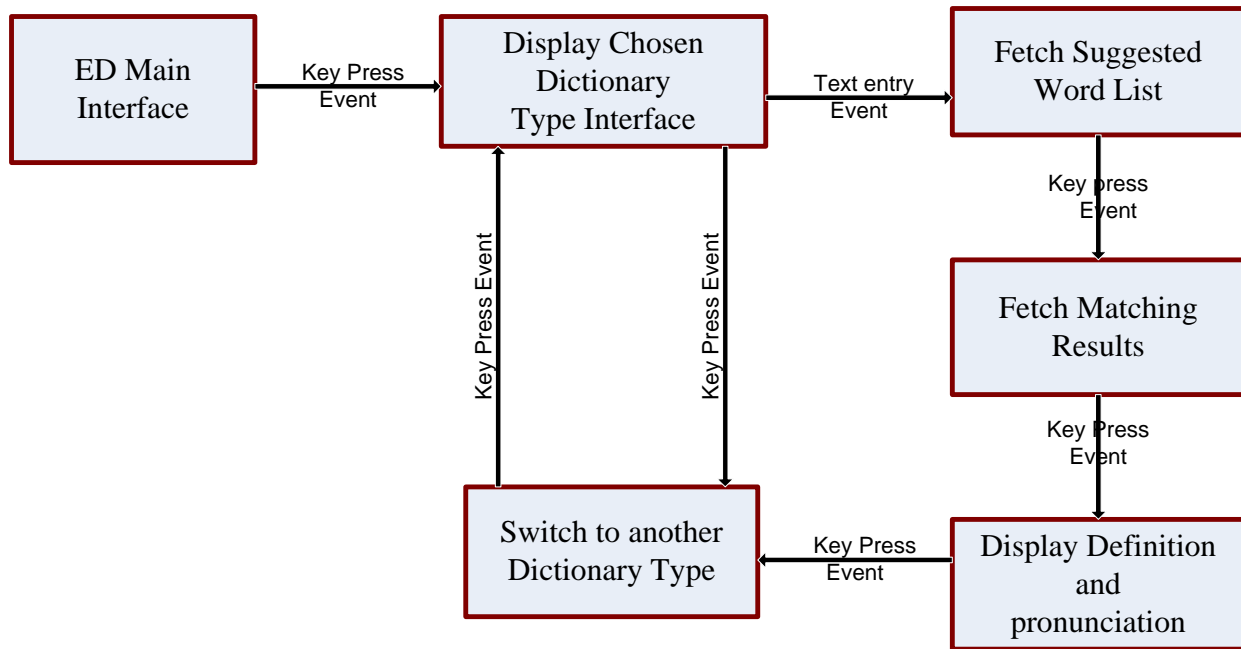 ED Main
Interface
Key Press
Event
Display Chosen
Dictionary
Type Interface
Text entry
Event
Fetch Suggested
Word List
Key press
Event
Fetch Matching
Results
Key Press
Event
Display Definition
and
pronunciation
Key Press
Event
Switch to another
Dictionary Type
Key Press Event
Key Press Event